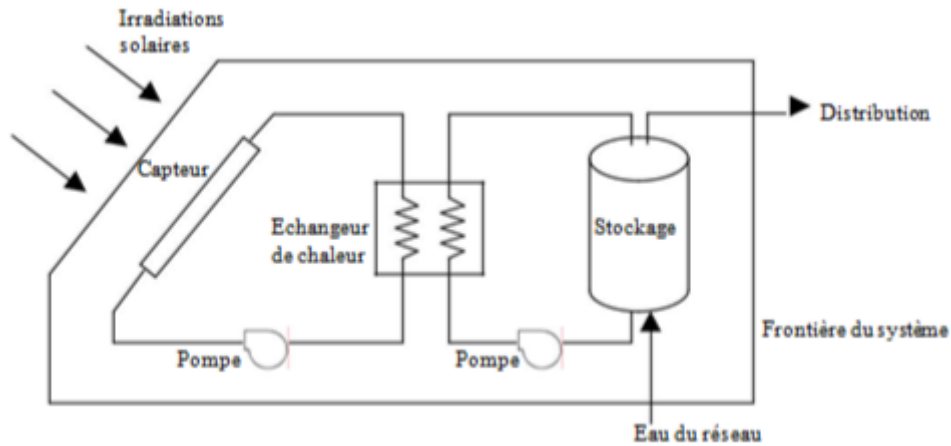 Irradiations
solaires
Distribution
Capteur
Echangeur
de chaleur
Stockage
Frontière du système
Pompe
Pompe
Eau du réseau